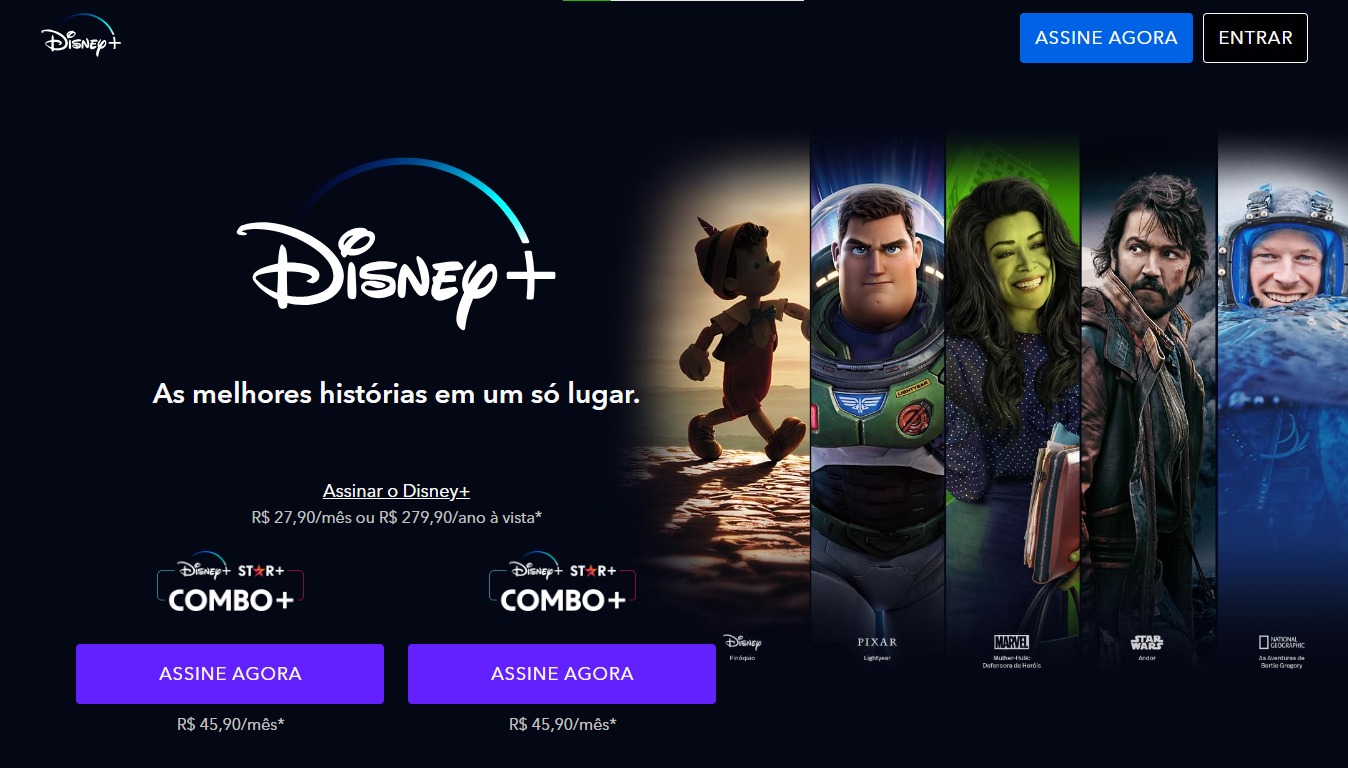 Disney+
ASSINE AGORA
ENTRAR
Disney+
As melhores histórias em um só lugar.
Assinar o Disney+
R$ 27,90/mês ou R$ 279,90/ano à vista*
Disney+ STAR+
COMBO+
ASSINE AGORA
R$ 45,90/mês*
Disney+ STAR+
COMBO+
ASSINE AGORA
R$ 45,90/mês*
LIGHTYEAR
Disney
Pinóquio
PIXAR
Lightyear
MARVEL
Mulher-Hulk:
Defensora de Heróis
STAR WARS
Andor
NATIONAL
GEOGRAPHIC
As Aventuras de
Bertie Gregory